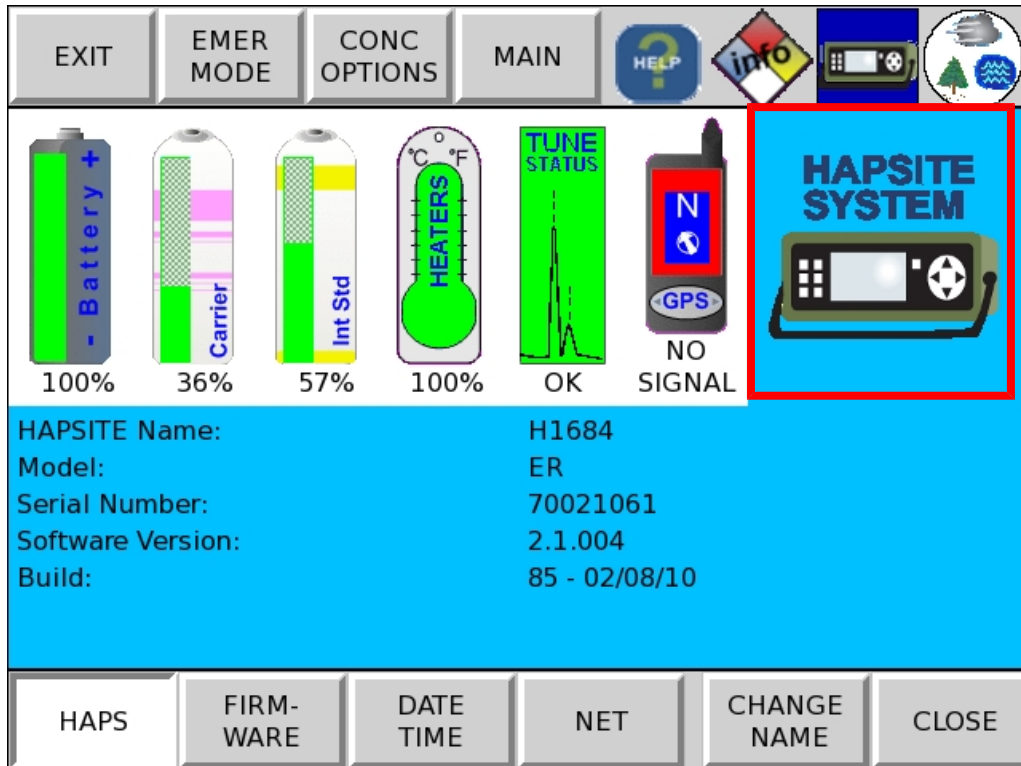 EXIT
EMER
MODE
CONC
OPTIONS
MAIN
HELP
?
info
- Battery +
100%
Carrier
36%
Int Std
57%
°C °F
HEATERS
100%
TUNE
STATUS
OK
N
GPS
NO
SIGNAL
HAPSITE
SYSTEM
HAPSITE Name: H1684
Model: ER
Serial Number: 70021061
Software Version: 2.1.004
Build: 85 - 02/08/10
HAPS
FIRM-
WARE
DATE
TIME
NET
CHANGE
NAME
CLOSE